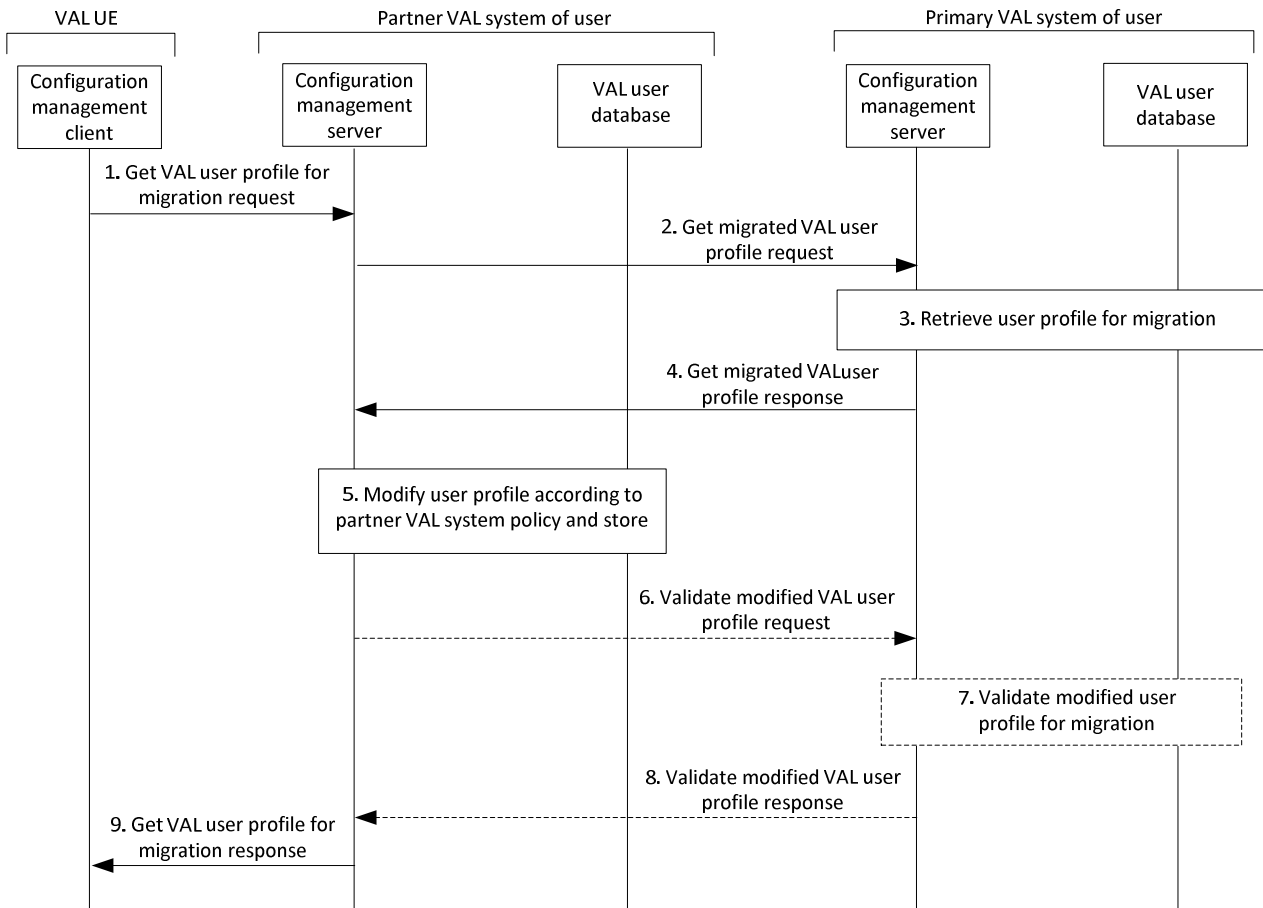 VAL UE
Partner VAL system of user
Primary VAL system of user
Configuration
management
client
Configuration
management
server
VAL user
database
Configuration
management
server
VAL user
database
1. Get VAL user profile for
migration request
2. Get migrated VAL user
profile request
3. Retrieve user profile for migration
4. Get migrated VALuser
profile response
5. Modify user profile according to
partner VAL system policy and store
6. Validate modified VAL user
profile request
7. Validate modified user
profile for migration
8. Validate modified VAL user
profile response
9. Get VAL user profile for
migration response